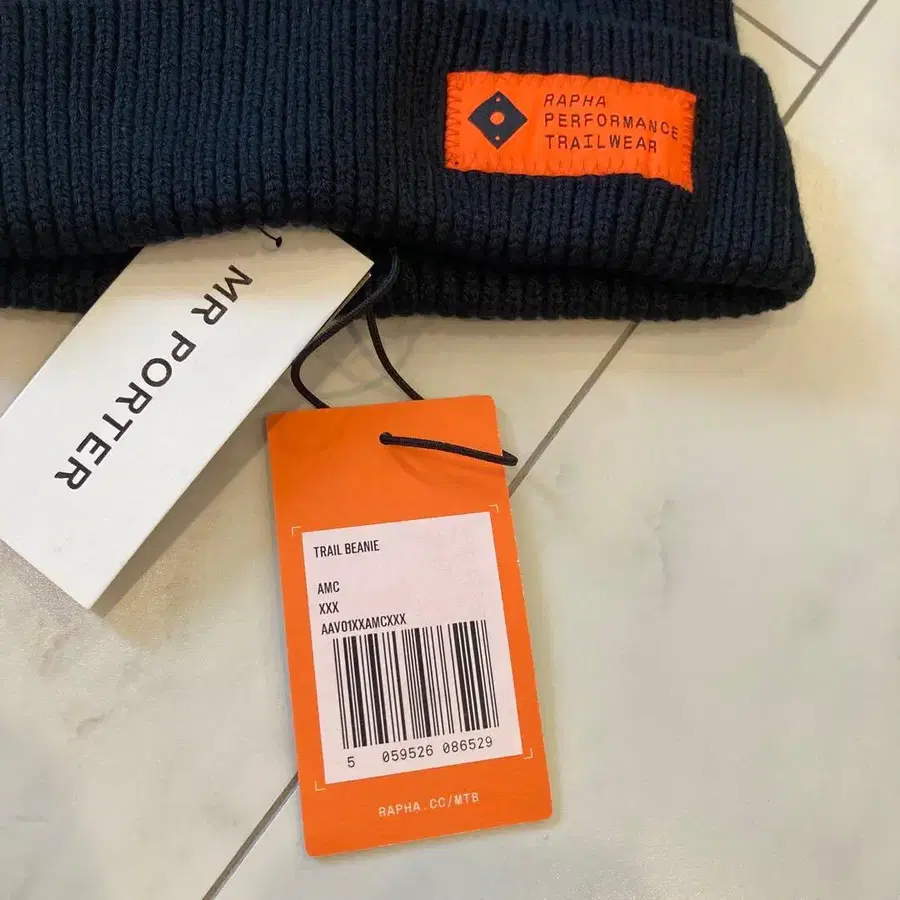 RAPHA
PERFORMANCE
TRAILWEAR
MR PORTER
TRAIL BEANIE
AMC
XXX
AAV01XXAMCXXX
5 059526 086529
RAPHA.CC/MTB